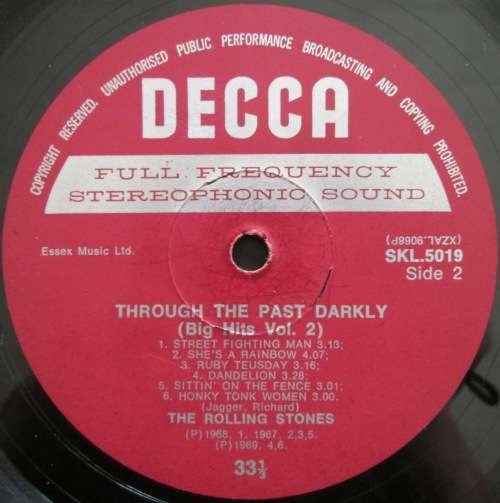 COPYRIGHT RESERVED. UNAUTHORISED PUBLIC PERFORMANCE BROADCASTING AND COPYING PROHIBITED.
DECCA
FULL FREQUENCY
STEREOPHONIC SOUND
Essex Music Ltd.
(XZAL.9068P)
SKL.5019
Side 2
THROUGH THE PAST DARKLY
(Big Hits Vol. 2)
1. STREET FIGHTING MAN 3.13;
2. SHE'S A RAINBOW 4.07;
3. RUBY TEUSDAY 3.16;
4. DANDELION 3.28;
5. SITTIN' ON THE FENCE 3.01;
6. HONKY TONK WOMEN 3.00.
(Jagger, Richard)
THE ROLLING STONES
(P)1968, 1. 1967, 2,3,5.
(P)1969, 4,6.
33⅓